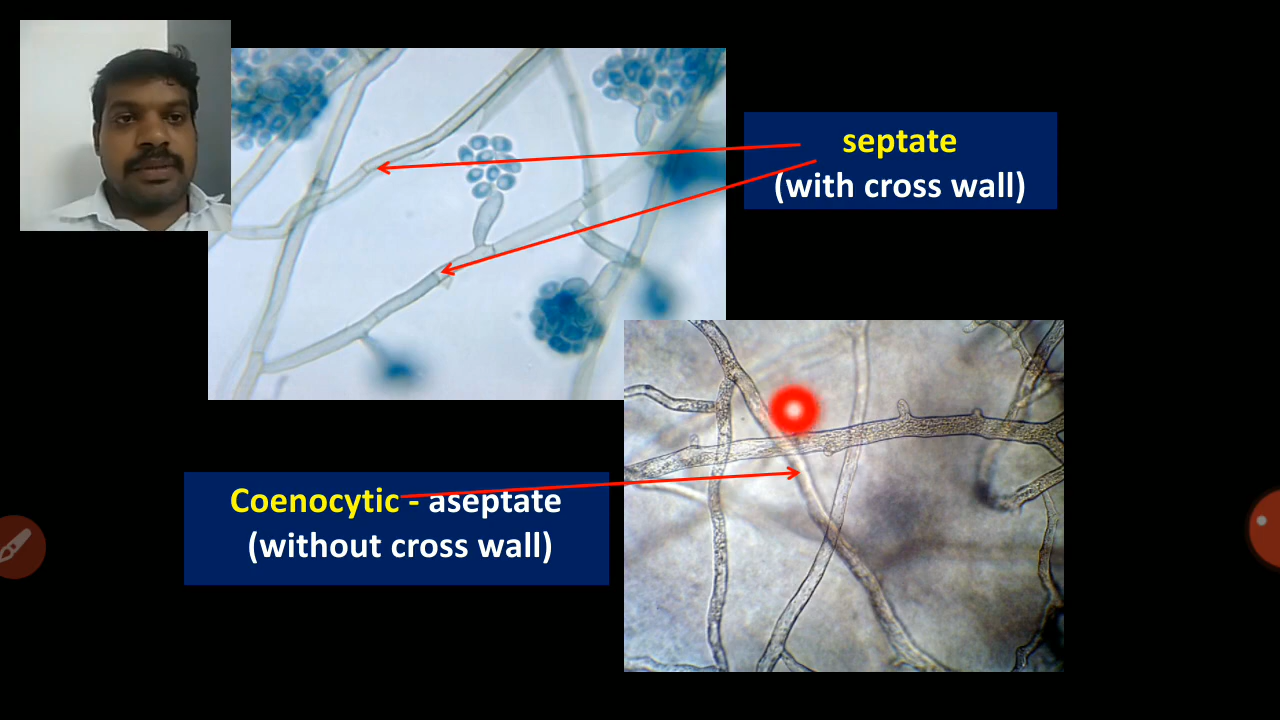 septate
(with cross wall)
Coenocytic - aseptate
(without cross wall)